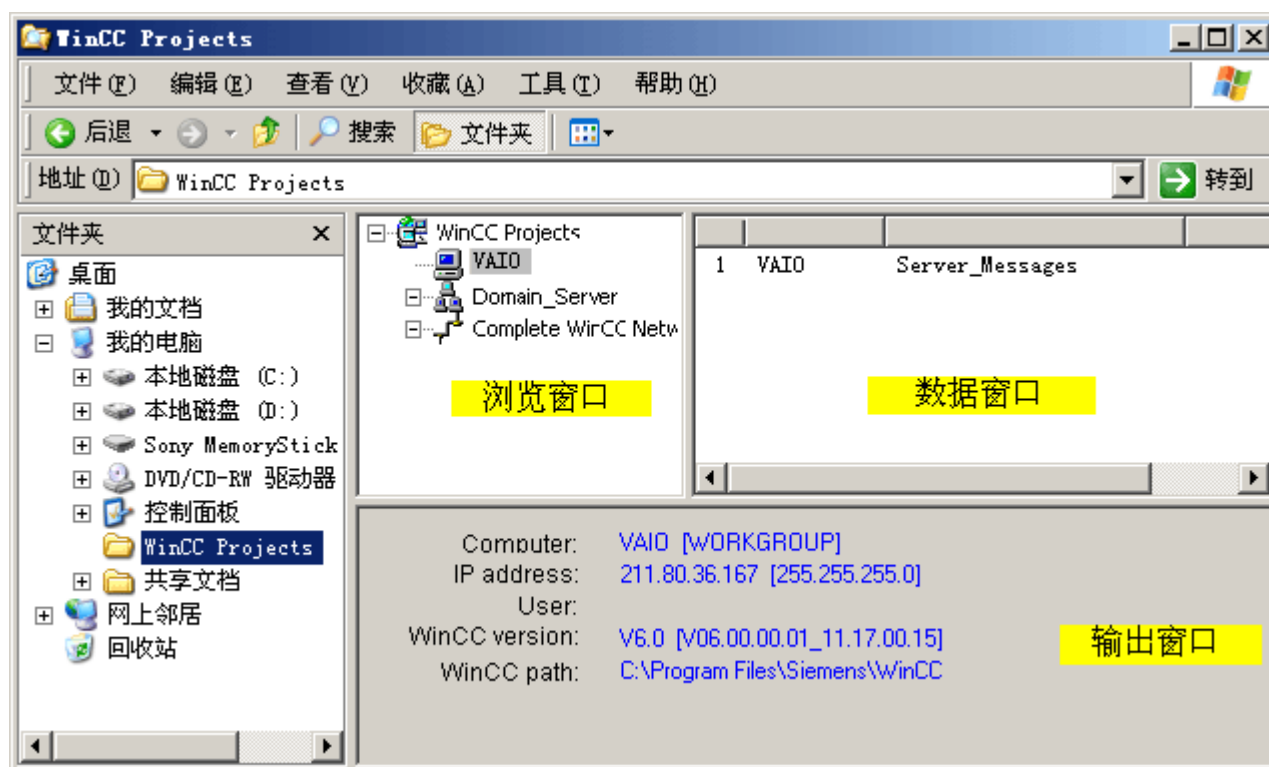 WinCC Projects
文件(F) 编辑(E) 查看(V) 收藏(A) 工具(T) 帮助(H)
后退 搜索 文件夹
地址(D) WinCC Projects 转到
文件夹
桌面
我的文档
我的电脑
本地磁盘 (C:)
本地磁盘 (D:)
Sony MemoryStick
DVD/CD-RW 驱动器
控制面板
WinCC Projects
共享文档
网上邻居
回收站
WinCC Projects
VAIO
Domain_Server
Complete WinCC Netw
浏览窗口
1 VAIO Server_Messages
数据窗口
Computer: VAIO [WORKGROUP]
IP address: 211.80.36.167 [255.255.255.0]
User:
WinCC version: V6.0 [V06.00.00.01_11.17.00.15]
WinCC path: C:\Program Files\Siemens\WinCC
输出窗口